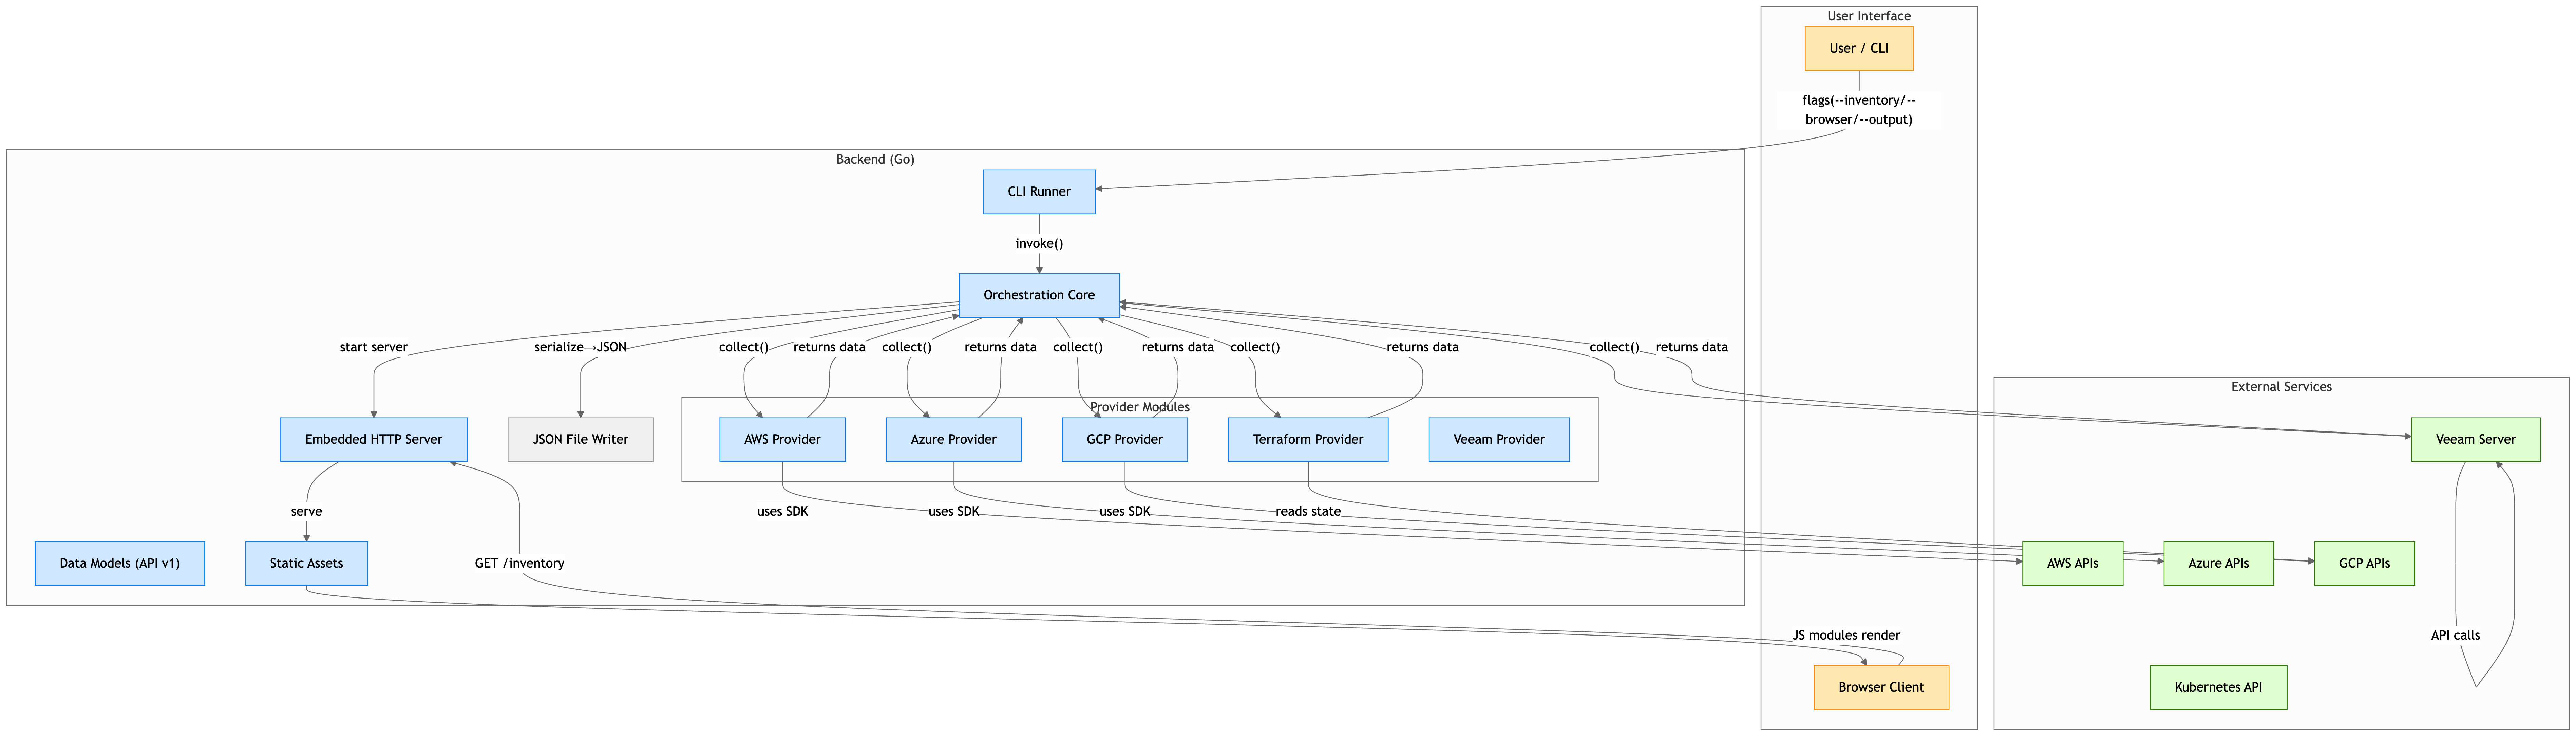 User Interface
User / CLI
flags(--inventory/--
browser/--output)
Backend (Go)
CLI Runner
invoke()
Orchestration Core
start server
serialize→JSON
collect()
returns data
collect()
returns data
collect()
returns data
collect()
returns data
collect()
returns data
External Services
Provider Modules
Embedded HTTP Server
JSON File Writer
AWS Provider
Azure Provider
GCP Provider
Terraform Provider
Veeam Provider
Veeam Server
serve
uses SDK
uses SDK
uses SDK
reads state
Data Models (API v1)
Static Assets
GET /inventory
AWS APIs
Azure APIs
GCP APIs
JS modules render
API calls
Browser Client
Kubernetes API